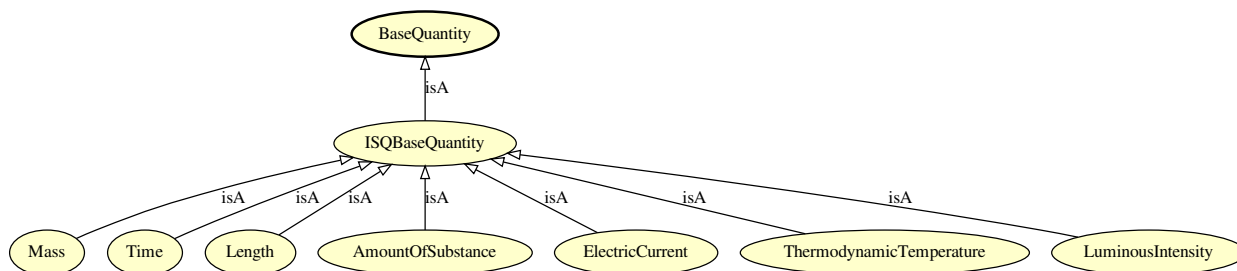 BaseQuantity
isA
ISQBaseQuantity
isA isA isA isA isA isA isA
Mass Time Length AmountOfSubstance ElectricCurrent ThermodynamicTemperature LuminousIntensity